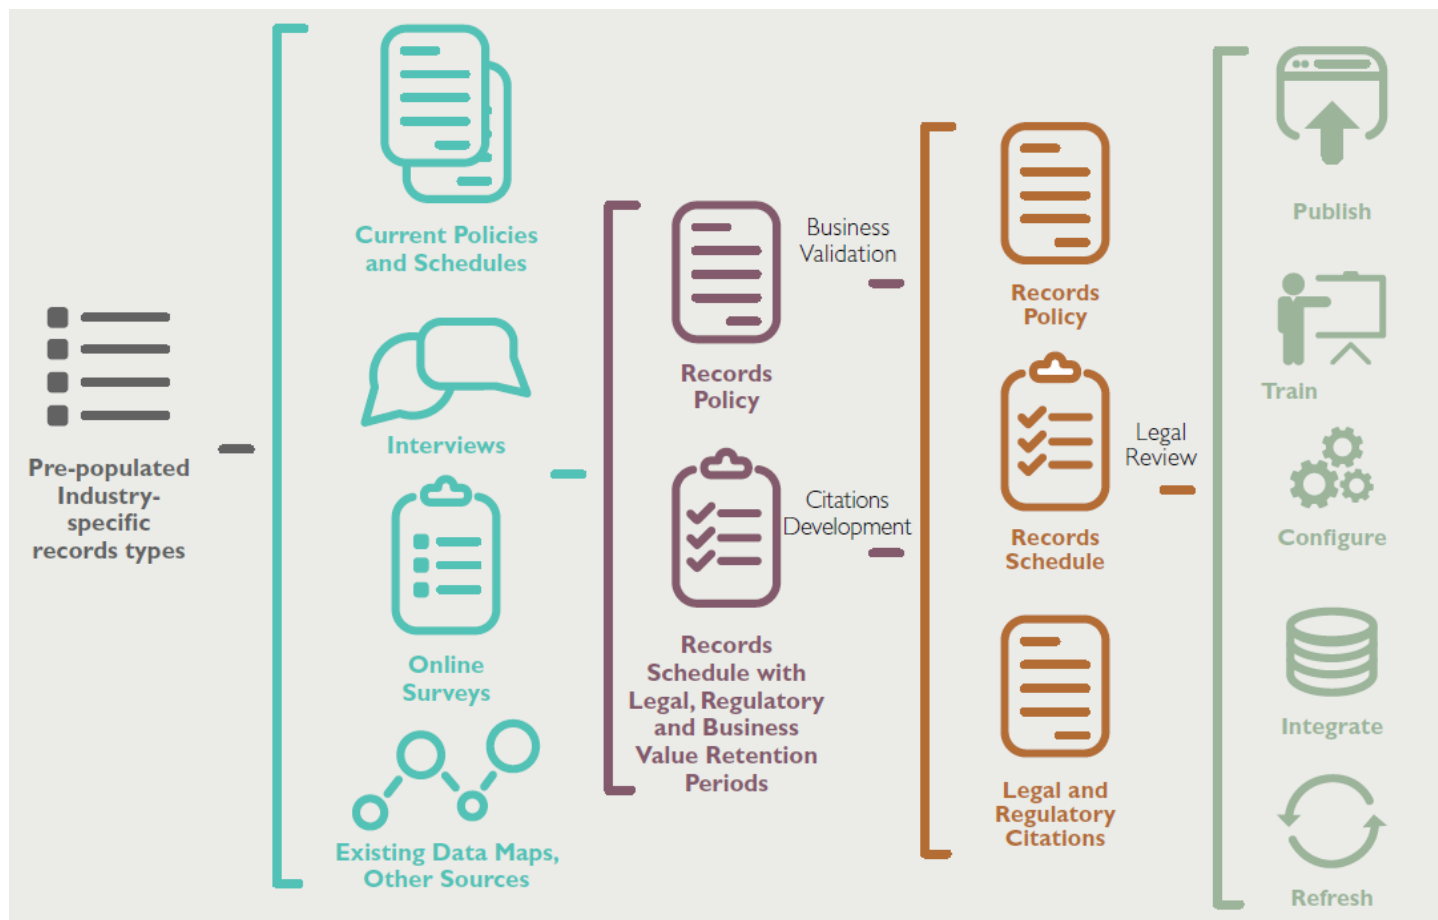 Pre-populated
Industry-
specific
records types
Current Policies
and Schedules
Interviews
Online
Surveys
Existing Data Maps,
Other Sources
Records
Policy
Records
Schedule with
Legal, Regulatory
and Business
Value Retention
Periods
Business
Validation
Citations
Development
Records
Policy
Records
Schedule
Legal and
Regulatory
Citations
Legal
Review
Publish
Train
Configure
Integrate
Refresh